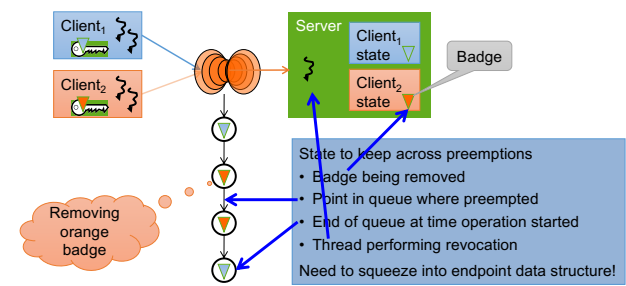 Client1
Client2
Server
Client1
state
Client2
state
Badge
Removing
orange
badge
State to keep across preemptions
• Badge being removed
• Point in queue where preempted
• End of queue at time operation started
• Thread performing revocation
Need to squeeze into endpoint data structure!